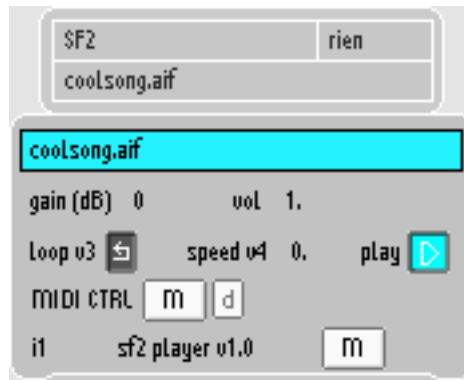 SF2 rien
coolsong.aif
coolsong.aif
gain (dB) 0 vol 1.
loop v3 speed v4 0. play
MIDI CTRL m d
i1 sf2 player v1.0 m